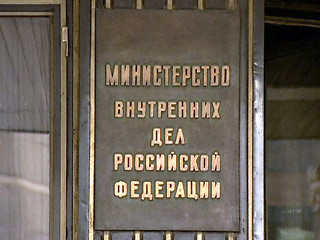 МИНИСТЕРСТВО
ВНУТРЕННИХ
ДЕЛ
РОССИЙСКОЙ
ФЕДЕРАЦИИ